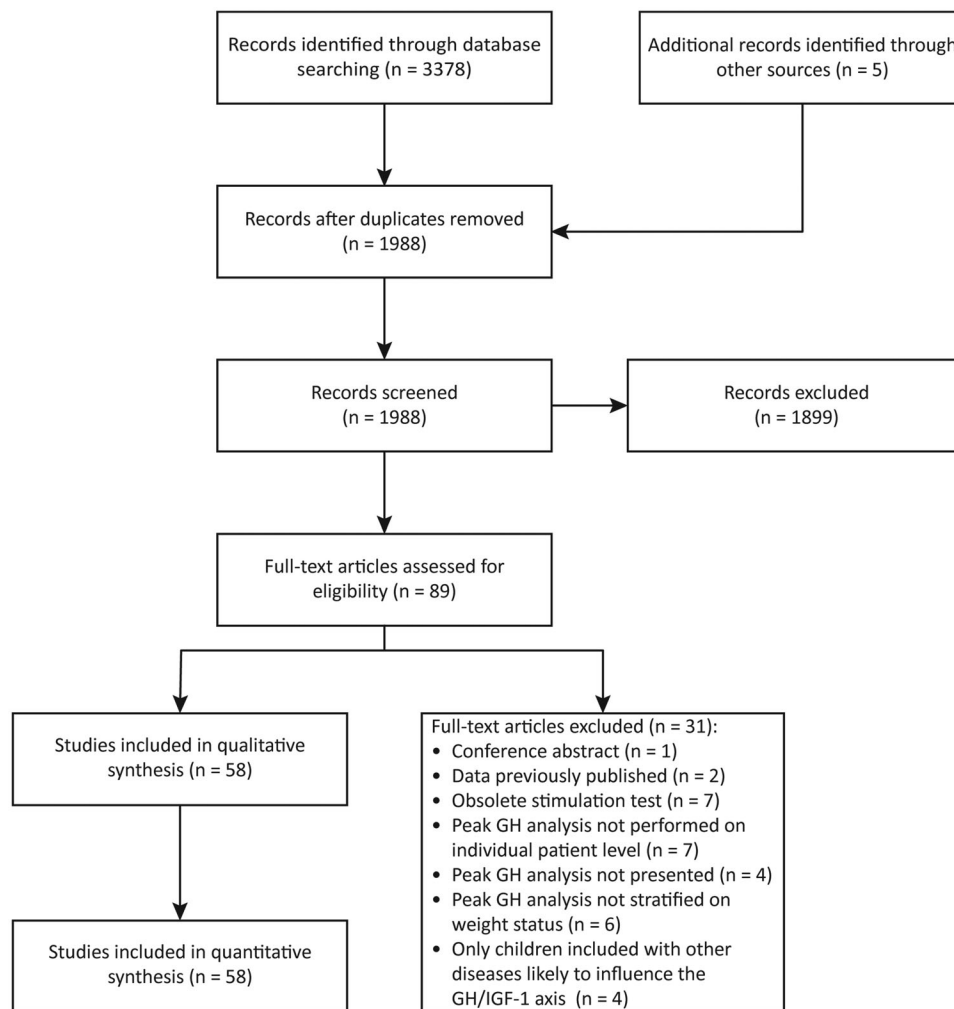 Records identified through database
searching (n = 3378)
Additional records identified through
other sources (n = 5)
Records after duplicates removed
(n = 1988)
Records screened
(n = 1988)
Records excluded
(n = 1899)
Full-text articles assessed for
eligibility (n = 89)
Studies included in qualitative
synthesis (n = 58)
Full-text articles excluded (n = 31):
• Conference abstract (n = 1)
• Data previously published (n = 2)
• Obsolete stimulation test (n = 7)
• Peak GH analysis not performed on
individual patient level (n = 7)
• Peak GH analysis not presented (n = 4)
• Peak GH analysis not stratified on
weight status (n = 6)
• Only children included with other
diseases likely to influence the
GH/IGF-1 axis (n = 4)
Studies included in quantitative
synthesis (n = 58)